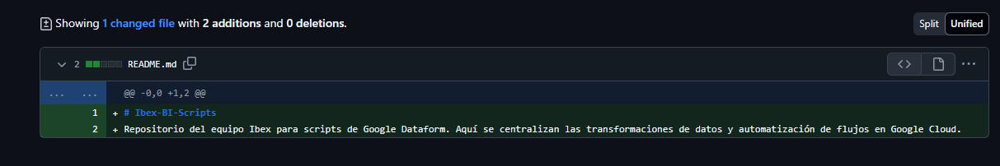 Showing 1 changed file with 2 additions and 0 deletions.
Split Unified
2 README.md
... ... @@ -0,0 +1,2 @@
1 + # Ibex-BI-Scripts
2 + Repositorio del equipo Ibex para scripts de Google Dataform. Aquí se centralizan las transformaciones de datos y automatización de flujos en Google Cloud.